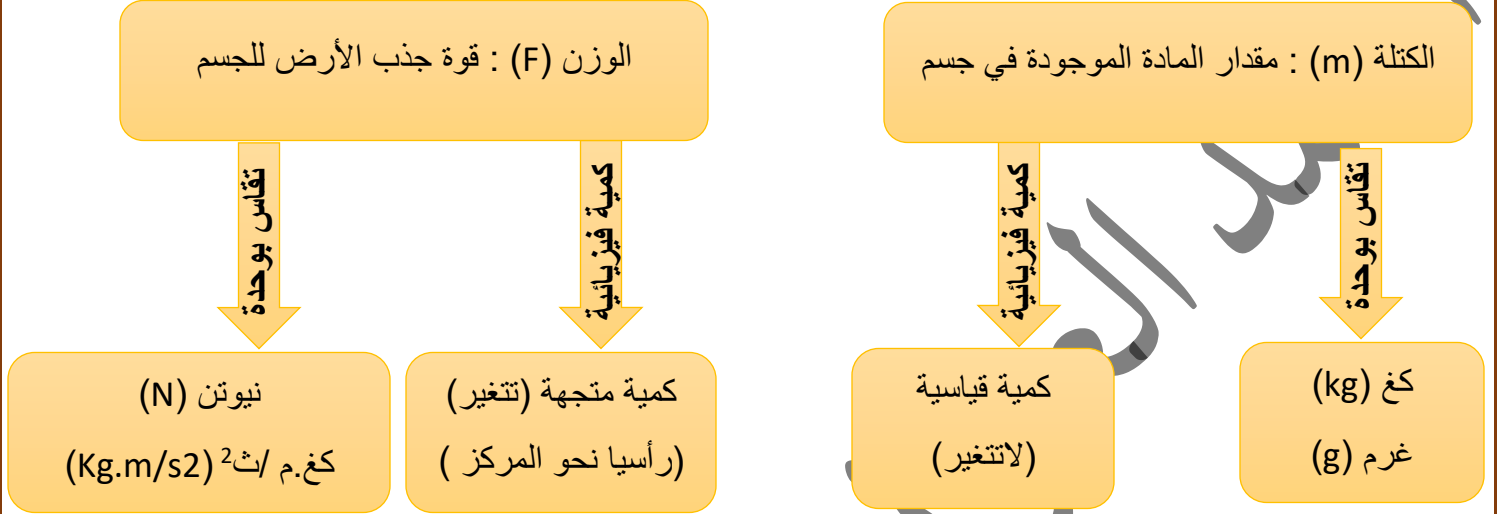 الكتلة (m) : مقدار المادة الموجودة في جسم
تقاس بوحدة
كغ (kg)
غرم (g)
كمية فيزيائية
كمية قياسية
(لاتتغير)
الوزن (F) : قوة جذب الأرض للجسم
كمية فيزيائية
كمية متجهة (تتغير)
(رأسيا نحو المركز )
تقاس بوحدة
نيوتن (N)
كغ.م /ث² (Kg.m/s2)